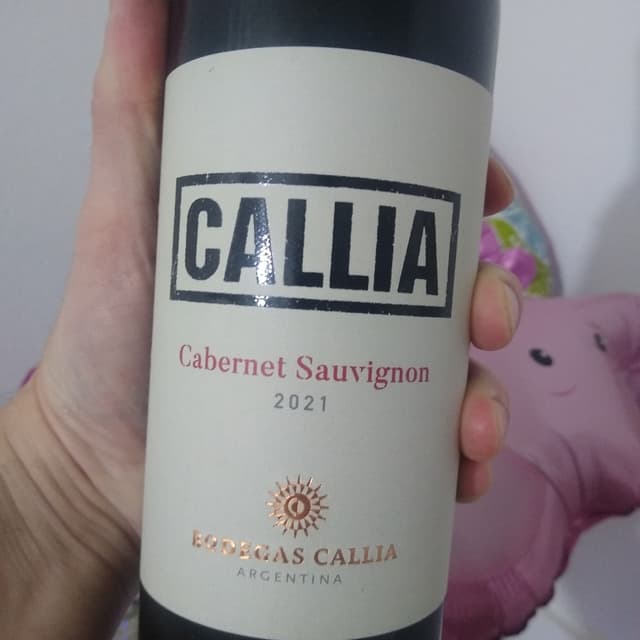 CALLIA
Cabernet Sauvignon
2021
BODEGAS CALLIA
ARGENTINA